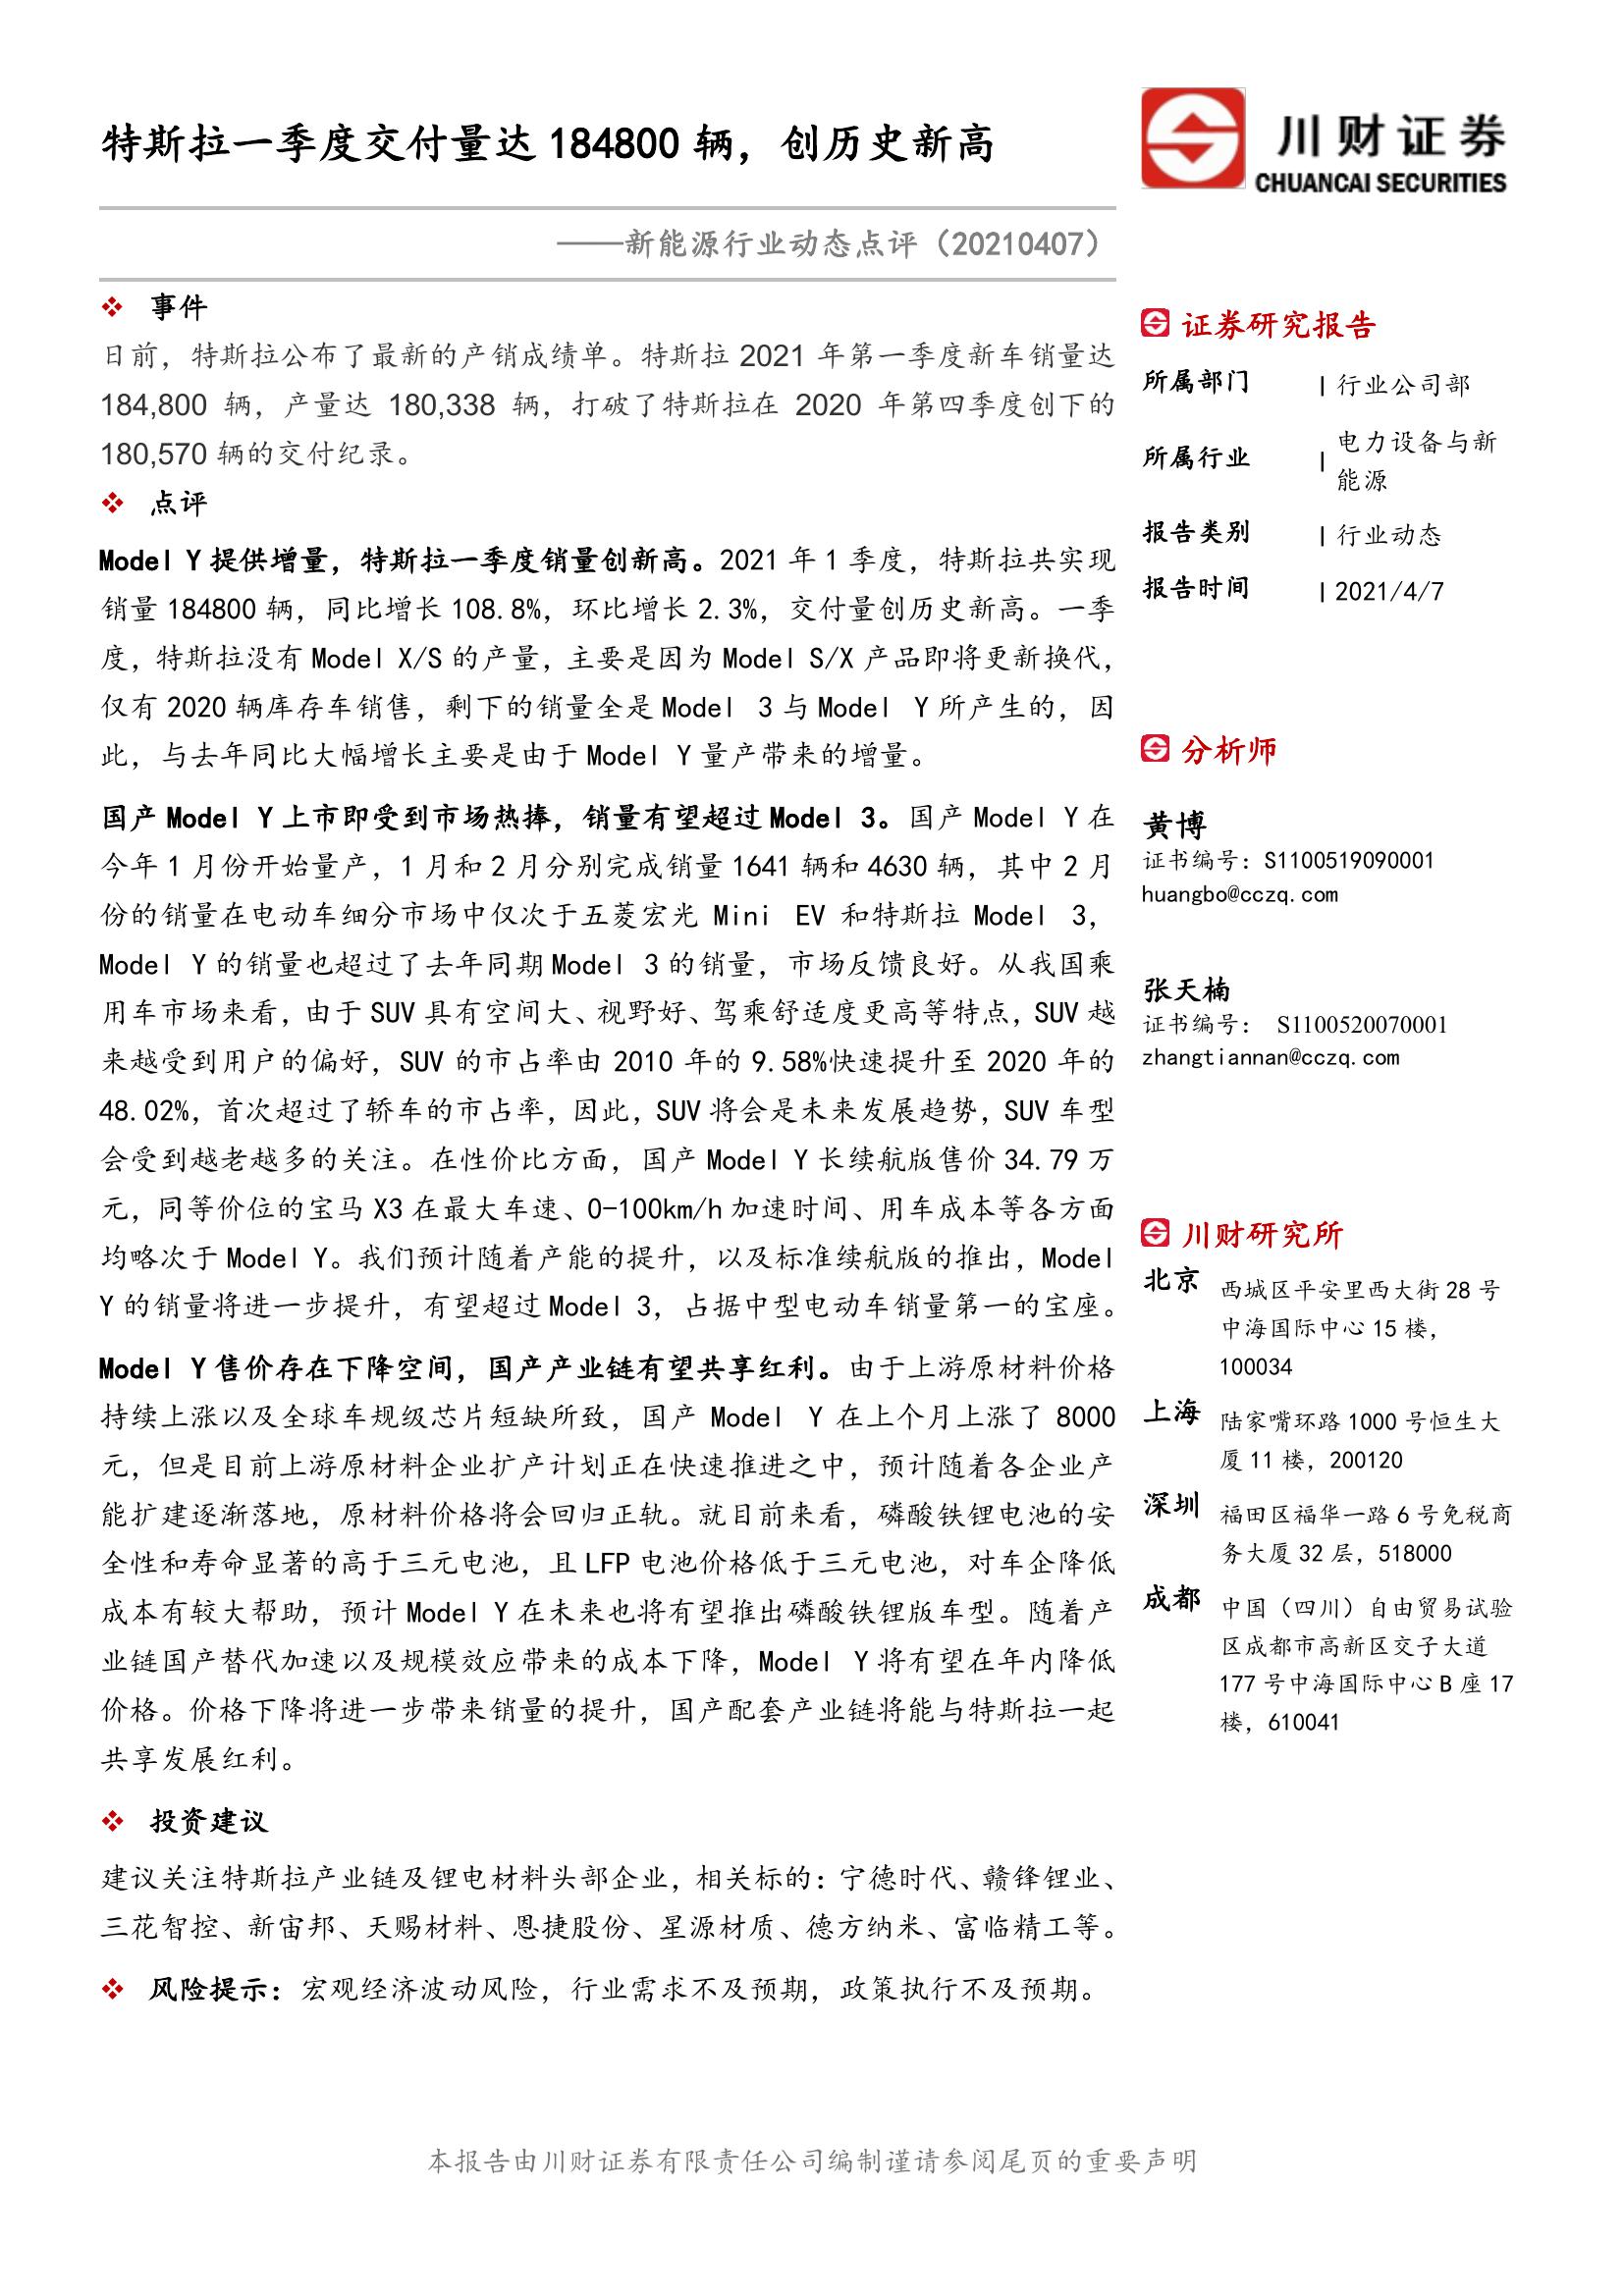 特斯拉一季度交付量达 184800 辆，创历史新高
川财证券
CHUANCAI SECURITIES
——新能源行业动态点评（20210407）
事件
日前，特斯拉公布了最新的产销成绩单。特斯拉 2021 年第一季度新车销量达
184,800 辆，产量达 180,338 辆，打破了特斯拉在 2020 年第四季度创下的
180,570 辆的交付纪录。
点评
Model Y 提供增量，特斯拉一季度销量创新高。2021 年 1 季度，特斯拉共实现
销量 184800 辆，同比增长 108.8%，环比增长 2.3%，交付量创历史新高。一季
度，特斯拉没有 Model X/S 的产量，主要是因为 Model S/X 产品即将更新换代，
仅有 2020 辆库存车销售，剩下的销量全是 Model 3 与 Model Y 所产生的，因
此，与去年同比大幅增长主要是由于 Model Y 量产带来的增量。
国产 Model Y 上市即受到市场热捧，销量有望超过 Model 3。国产 Model Y 在
今年 1 月份开始量产，1 月和 2 月分别完成销量 1641 辆和 4630 辆，其中 2 月
份的销量在电动车细分市场中仅次于五菱宏光 Mini EV 和特斯拉 Model 3，
Model Y 的销量也超过了去年同期 Model 3 的销量，市场反馈良好。从我国乘
用车市场来看，由于 SUV 具有空间大、视野好、驾乘舒适度更高等特点，SUV 越
来越受到用户的偏好，SUV 的市占率由 2010 年的 9.58%快速提升至 2020 年的
48.02%，首次超过了轿车的市占率，因此，SUV 将会是未来发展趋势，SUV 车型
会受到越老越多的关注。在性价比方面，国产 Model Y 长续航版售价 34.79 万
元，同等价位的宝马 X3 在最大车速、0-100km/h 加速时间、用车成本等各方面
均略次于 Model Y。我们预计随着产能的提升，以及标准续航版的推出，Model
Y 的销量将进一步提升，有望超过 Model 3，占据中型电动车销量第一的宝座。
Model Y 售价存在下降空间，国产产业链有望共享红利。由于上游原材料价格
持续上涨以及全球车规级芯片短缺所致，国产 Model Y 在上个月上涨了 8000
元，但是目前上游原材料企业扩产计划正在快速推进之中，预计随着各企业产
能扩建逐渐落地，原材料价格将会回归正轨。就目前来看，磷酸铁锂电池的安
全性和寿命显著的高于三元电池，且 LFP 电池价格低于三元电池，对车企降低
成本有较大帮助，预计 Model Y 在未来也将有望推出磷酸铁锂版车型。随着产
业链国产替代加速以及规模效应带来的成本下降，Model Y 将有望在年内降低
价格。价格下降将进一步带来销量的提升，国产配套产业链将能与特斯拉一起
共享发展红利。
投资建议
建议关注特斯拉产业链及锂电材料头部企业，相关标的：宁德时代、赣锋锂业、
三花智控、新宙邦、天赐材料、恩捷股份、星源材质、德方纳米、富临精工等。
风险提示：宏观经济波动风险，行业需求不及预期，政策执行不及预期。
证券研究报告
所属部门 | 行业公司部
所属行业 | 电力设备与新
能源
报告类别 | 行业动态
报告时间 | 2021/4/7
分析师
黄博
证书编号：S1100519090001
huangbo@cczq.com
张天楠
证书编号： S1100520070001
zhangtiannan@cczq.com
川财研究所
北京 西城区平安里西大街 28 号
中海国际中心 15 楼，
100034
上海 陆家嘴环路 1000 号恒生大
厦 11 楼，200120
深圳 福田区福华一路 6 号免税商
务大厦 32 层，518000
成都 中国（四川）自由贸易试验
区成都市高新区交子大道
177 号中海国际中心 B 座 17
楼，610041
本报告由川财证券有限责任公司编制谨请参阅尾页的重要声明